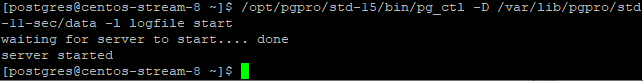 [postgres@centos-stream-8 ~]$ /opt/pgpro/std-15/bin/pg_ctl -D /var/lib/pgpro/std
-11-sec/data -l logfile start
waiting for server to start.... done
server started
[postgres@centos-stream-8 ~]$